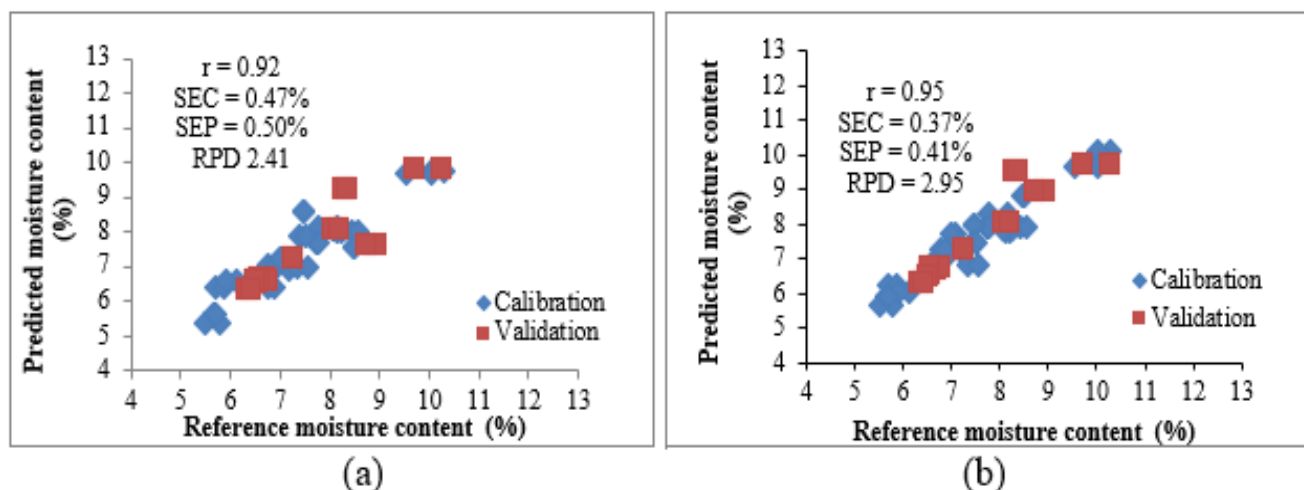 Predicted moisture content
(%)
13
12
11
10
9
8
7
6
5
4
r = 0.92
SEC = 0.47%
SEP = 0.50%
RPD 2.41
Calibration
Validation
4 5 6 7 8 9 10 11 12 13
Reference moisture content (%)
(a)
Predicted moisture content
(%)
13
12
11
10
9
8
7
6
5
4
r = 0.95
SEC = 0.37%
SEP = 0.41%
RPD = 2.95
Calibration
Validation
4 5 6 7 8 9 10 11 12 13
Reference moisture content (%)
(b)